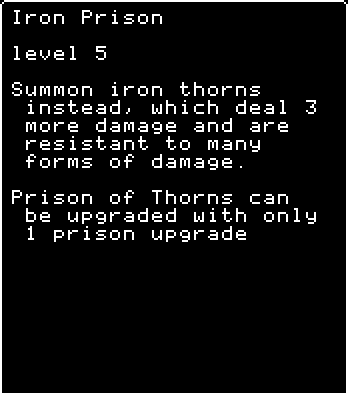 Iron Prison
level 5
Summon iron thorns
instead, which deal 3
more damage and are
resistant to many
forms of damage.
Prison of Thorns can
be upgraded with only
1 prison upgrade